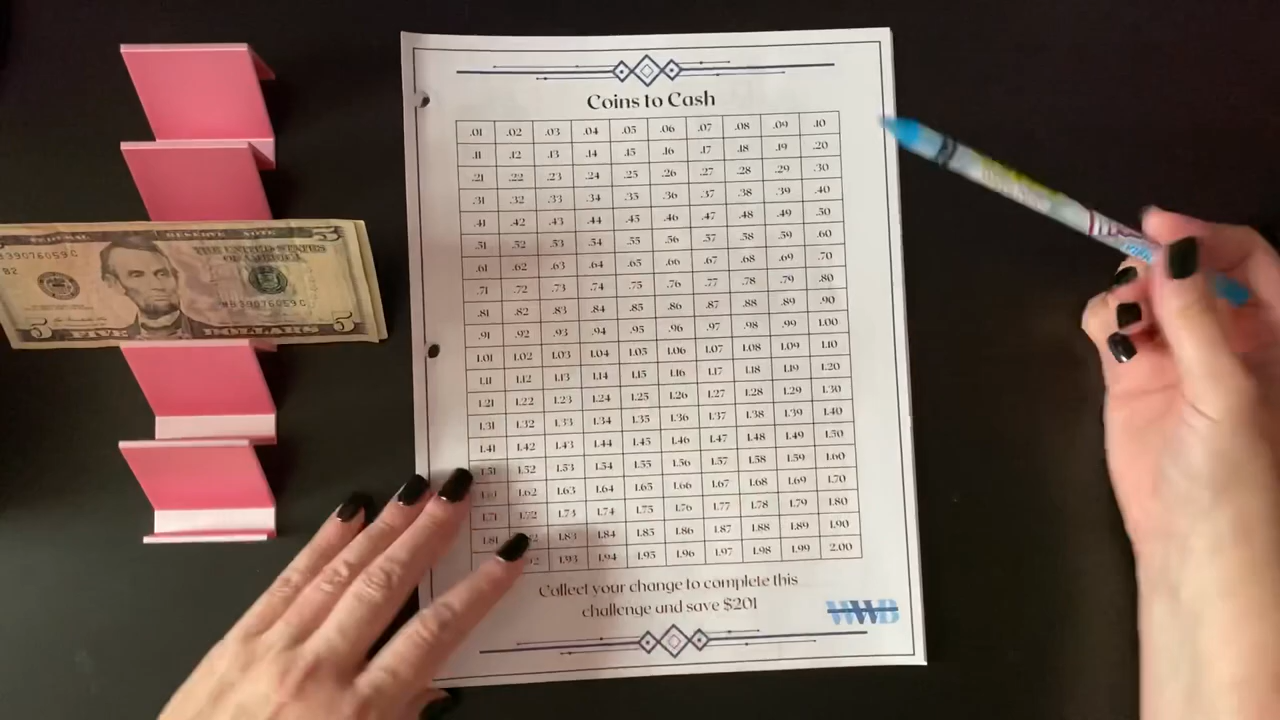 Coins to Cash
.01 .02 .03 .04 .05 .06 .07 .08 .09 .10
.11 .12 .13 .14 .15 .16 .17 .18 .19 .20
.21 .22 .23 .24 .25 .26 .27 .28 .29 .30
.31 .32 .33 .34 .35 .36 .37 .38 .39 .40
.41 .42 .43 .44 .45 .46 .47 .48 .49 .50
.51 .52 .53 .54 .55 .56 .57 .58 .59 .60
.61 .62 .63 .64 .65 .66 .67 .68 .69 .70
.71 .72 .73 .74 .75 .76 .77 .78 .79 .80
.81 .82 .83 .84 .85 .86 .87 .88 .89 .90
.91 .92 .93 .94 .95 .96 .97 .98 .99 1.00
1.01 1.02 1.03 1.04 1.05 1.06 1.07 1.08 1.09 1.10
1.11 1.12 1.13 1.14 1.15 1.16 1.17 1.18 1.19 1.20
1.21 1.22 1.23 1.24 1.25 1.26 1.27 1.28 1.29 1.30
1.31 1.32 1.33 1.34 1.35 1.36 1.37 1.38 1.39 1.40
1.41 1.42 1.43 1.44 1.45 1.46 1.47 1.48 1.49 1.50
1.51 1.52 1.53 1.54 1.55 1.56 1.57 1.58 1.59 1.60
1.62 1.63 1.64 1.65 1.66 1.67 1.68 1.69 1.70
1.71 1.72 1.73 1.74 1.75 1.76 1.77 1.78 1.79 1.80
1.81 1.83 1.84 1.85 1.86 1.87 1.88 1.89 1.90
1.93 1.94 1.95 1.96 1.97 1.98 1.99 2.00
Collect your change to complete this
challenge and save $201
WWB
FEDERAL RESERVE NOTE 5
THE UNITED STATES
OF AMERICA
B39076059C
B2
MB39076059C
FIVE DOLLARS 5